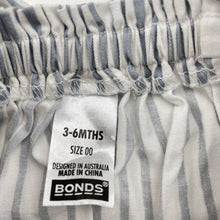 3-6MTHS
SIZE 00
DESIGNED IN AUSTRALIA
MADE IN CHINA
BONDS